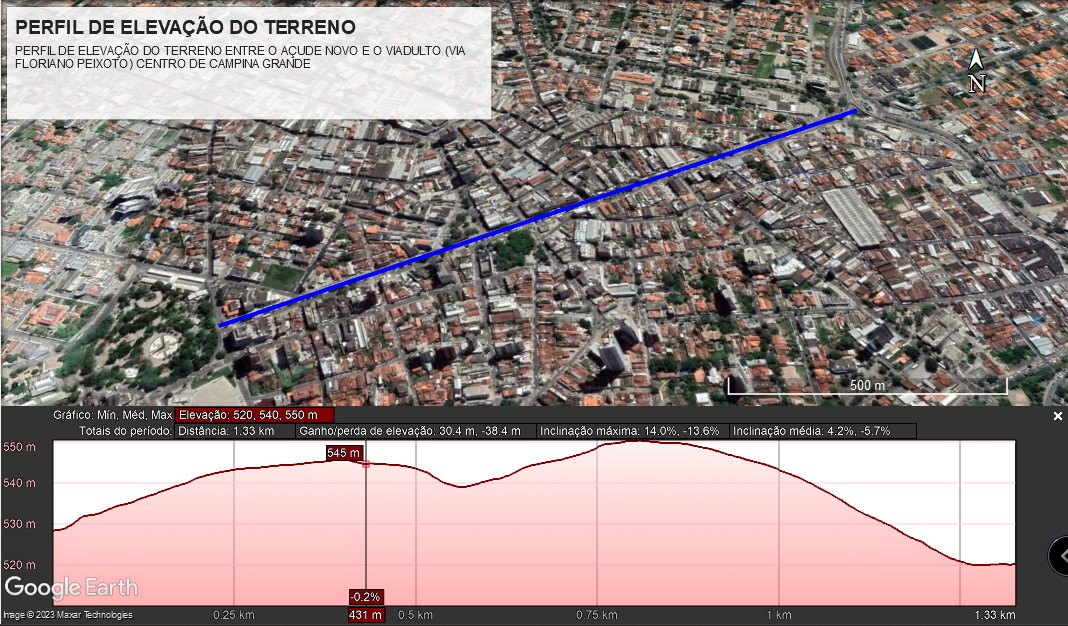 PERFIL DE ELEVAÇÃO DO TERRENO
PERFIL DE ELEVAÇÃO DO TERRENO ENTRE O AÇUDE NOVO E O VIADULTO (VIA
FLORIANO PEIXOTO) CENTRO DE CAMPINA GRANDE
N
500 m
Gráfico: Mín. Méd, Max Elevação: 520, 540, 550 m
Totais do período: Distância: 1.33 km Ganho/perda de elevação: 30.4 m, -38.4 m Inclinação máxima: 14.0%, -13.6% Inclinação média: 4.2%, -5.7%
550 m
545 m
540 m
530 m
520 m
Google Earth
-0.2%
Image © 2023 Maxar Technologies
0.25 km 431 m 0.5 km 0.75 km 1 km 1.33 km